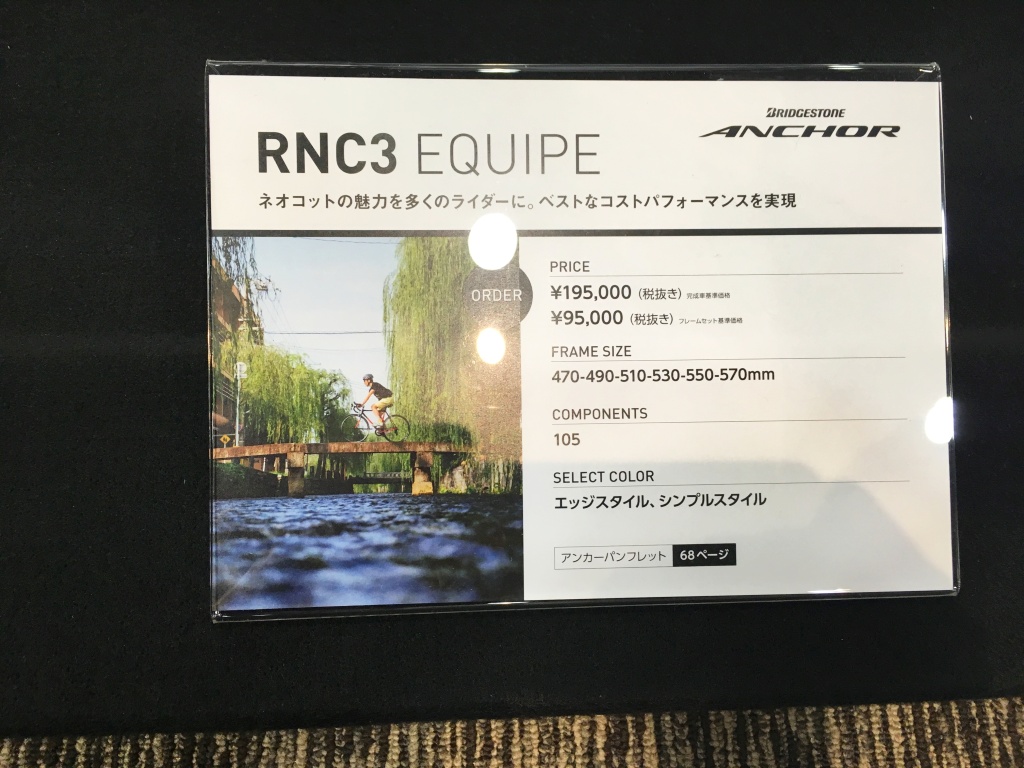 BRIDGESTONE
ANCHOR
RNC3 EQUIPE
ネオコットの魅力を多くのライダーに。ベストなコストパフォーマンスを実現
ORDER
PRICE
¥195,000（税抜き）完成車基準価格
¥95,000（税抜き）フレームセット基準価格
FRAME SIZE
470-490-510-530-550-570mm
COMPONENTS
105
SELECT COLOR
エッジスタイル、シンプルスタイル
アンカーパンフレット 68ページ